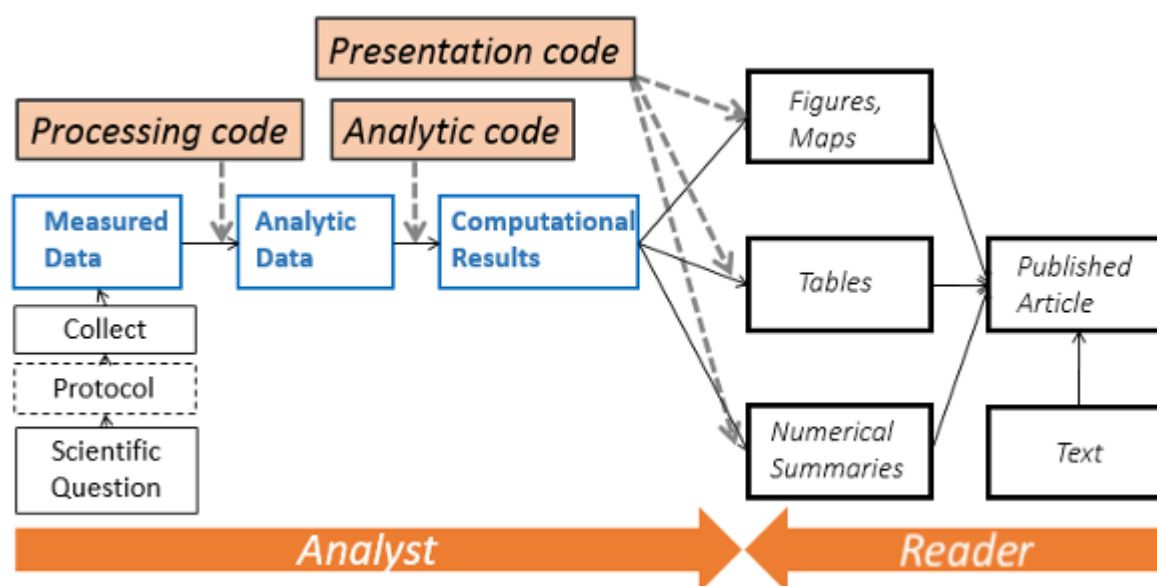 Presentation code
Processing code
Analytic code
Figures,
Maps
Measured
Data
Analytic
Data
Computational
Results
Tables
Published
Article
Collect
Protocol
Scientific
Question
Numerical
Summaries
Text
Analyst
Reader